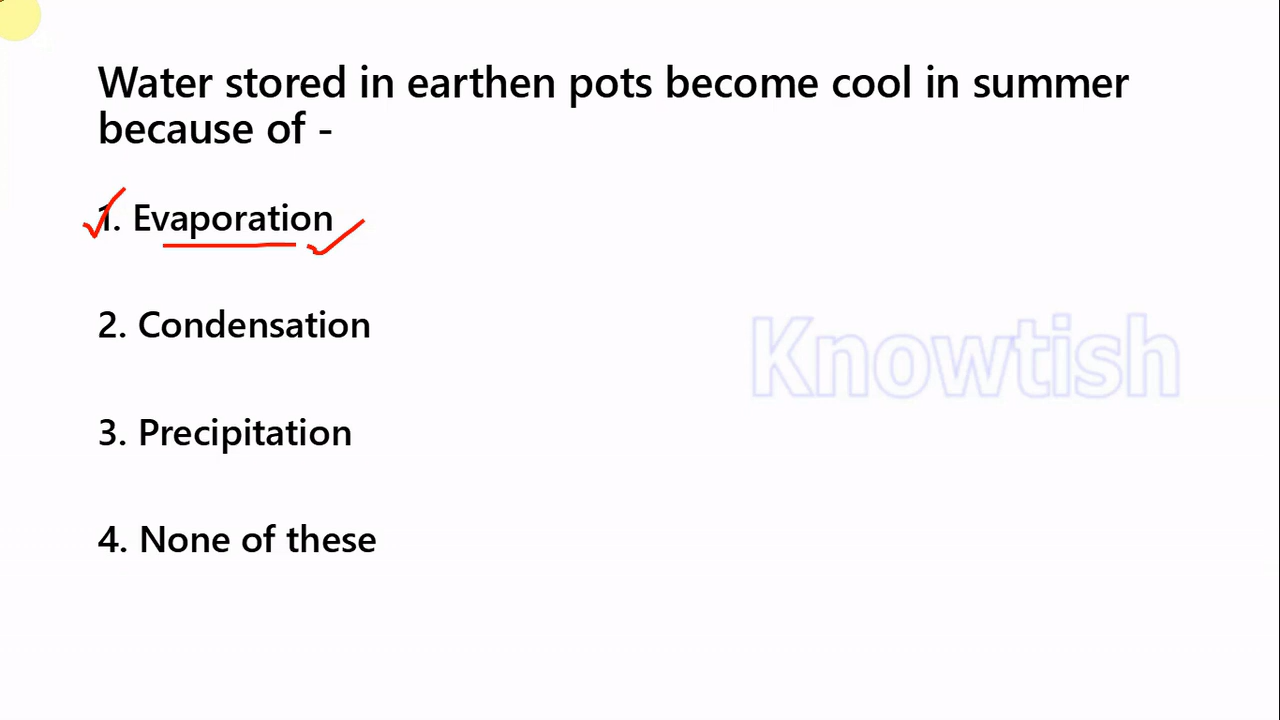 Water stored in earthen pots become cool in summer
because of -
1. Evaporation
2. Condensation
Knowtish
3. Precipitation
4. None of these